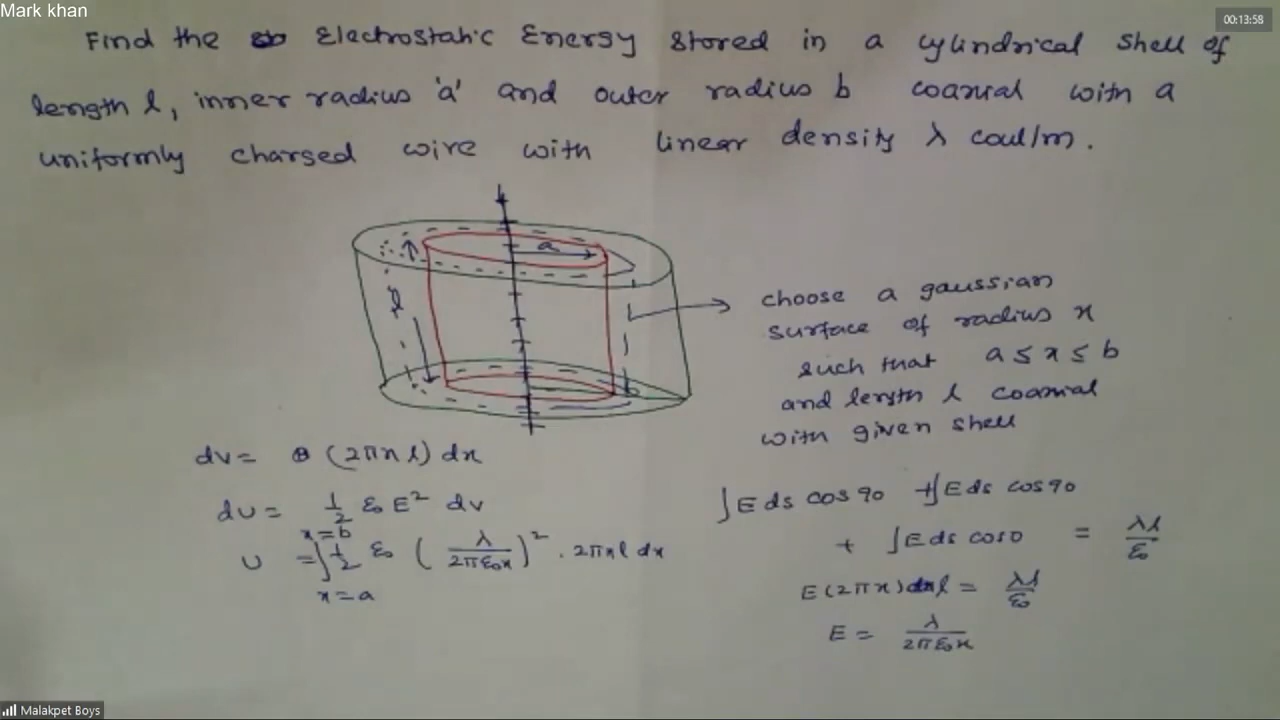 Mark khan
00:13:58
Find the Electrostatic Energy stored in a cylindrical shell of
length l, inner radius 'a' and outer radius b coaxial with a
uniformly charsed wire with linear density λ coul/m.
a
l
b
choose a gaussian
surface of radius x
such that a ≤ x ≤ b
and length l coaxial
with given shell
dv = (2πxl) dx
dU = 1/2 ε₀ E² dv
U = ∫ 1/2 ε₀ (λ/2πε₀x)² . 2πxl dx
x=b
x=a
∫E ds cos 90 + ∫E ds cos 90
+ ∫E ds cos 0 = λl/ε₀
E (2πx) l = λl/ε₀
E = λ/2πε₀x
Malakpet Boys